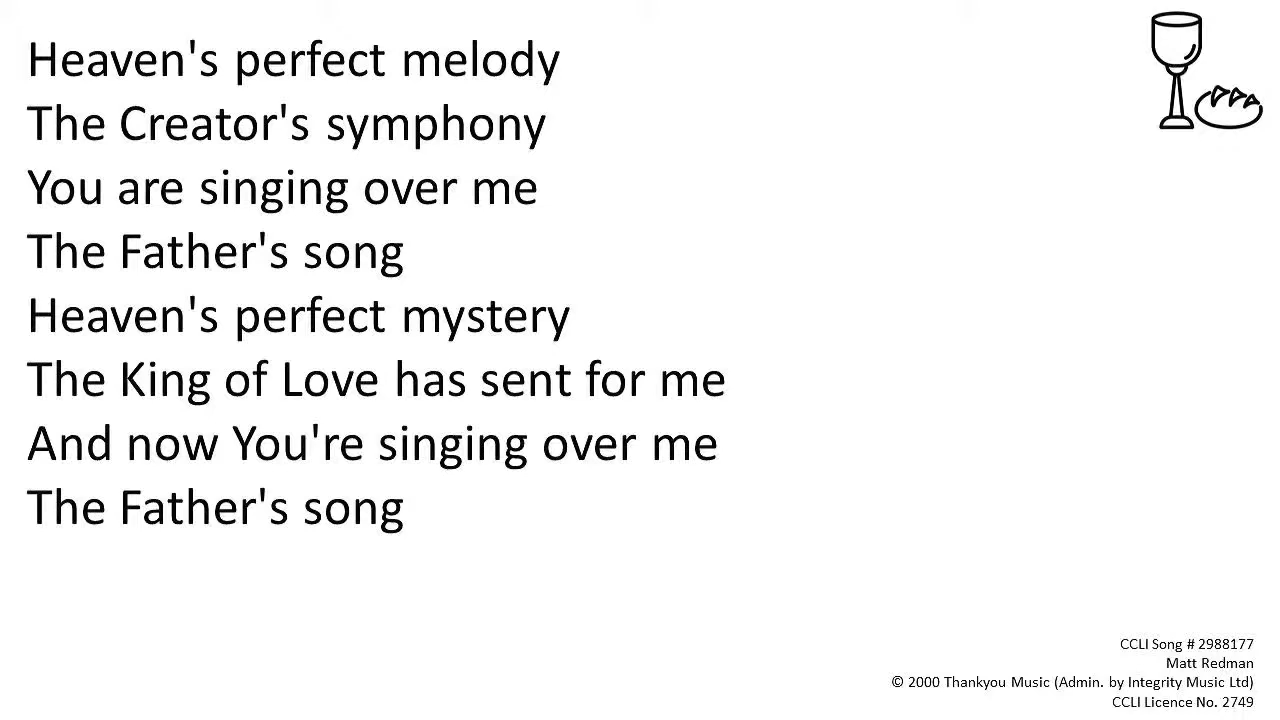 Heaven's perfect melody
The Creator's symphony
You are singing over me
The Father's song
Heaven's perfect mystery
The King of Love has sent for me
And now You're singing over me
The Father's song
CCLI Song # 2988177
Matt Redman
© 2000 Thankyou Music (Admin. by Integrity Music Ltd)
CCLI Licence No. 2749